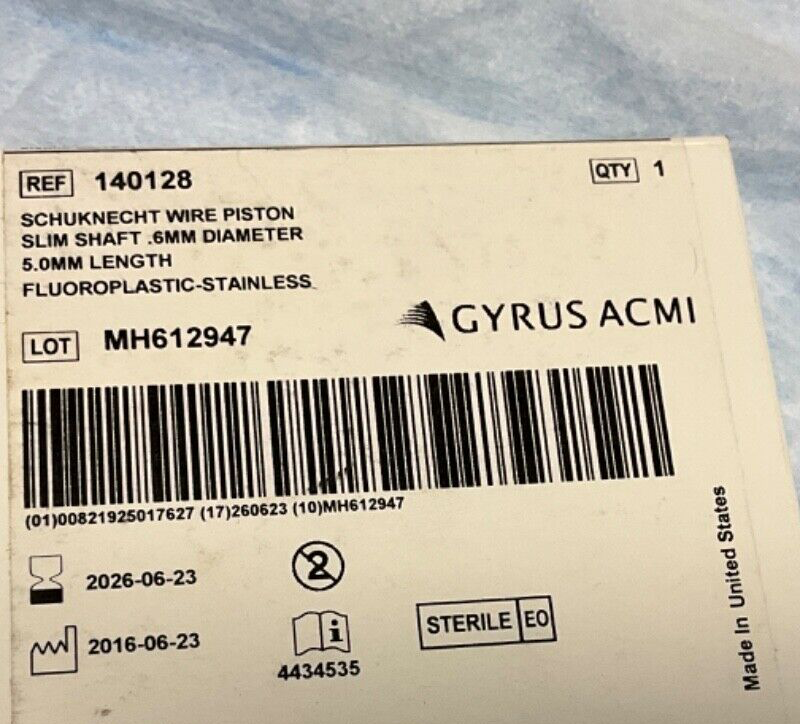 REF 140128
QTY 1
SCHUKNECHT WIRE PISTON
SLIM SHAFT .6MM DIAMETER
5.0MM LENGTH
FLUOROPLASTIC-STAINLESS
GYRUS ACMI
LOT MH612947
(01)00821925017627 (17)260623 (10)MH612947
2026-06-23
2
2016-06-23
i
4434535
STERILE EO
Made In United States